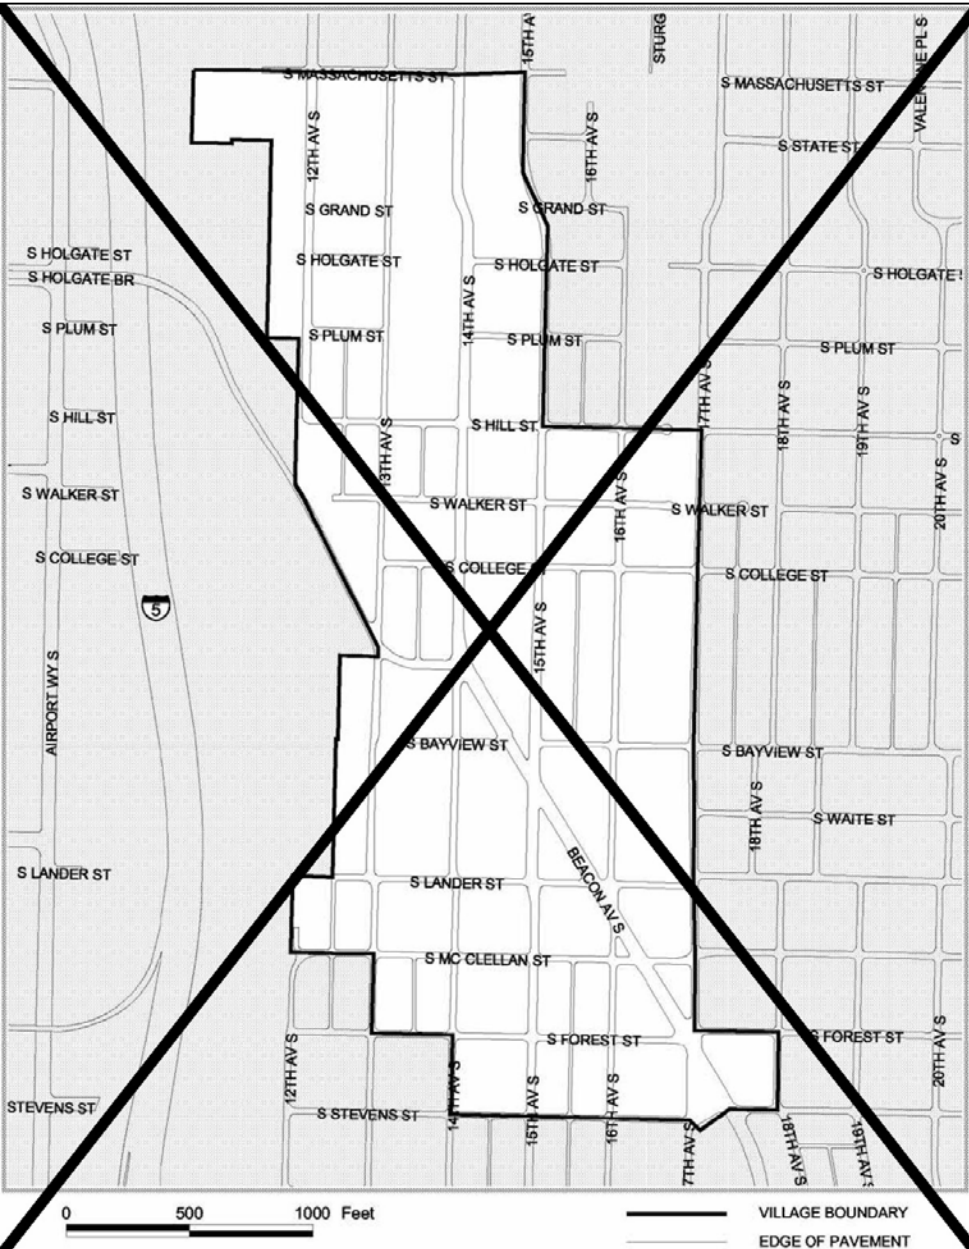 15TH A
STURG
VALENTINE PL S
S MASSACHUSETTS ST
S MASSACHUSETTS ST
12TH AV S
16TH AV S
S STATE ST
S GRAND ST
S GRAND ST
S HOLGATE ST
S HOLGATE ST
S HOLGATE ST
S HOLGATE
S HOLGATE BR
14TH AV S
S PLUM ST
S PLUM ST
S PLUM ST
S PLUM ST
17TH AV S
18TH AV S
19TH AV S
S HILL ST
S HILL ST
S
13TH AV S
20TH AV S
S WALKER ST
S WALKER ST
16TH AV S
S WALKER ST
S COLLEGE ST
S COLLEGE ST
S COLLEGE ST
5
15TH AV S
AIRPORT WY S
S BAYVIEW ST
S BAYVIEW ST
18TH AV S
S WAITE ST
S LANDER ST
S LANDER ST
BEACON AV S
S MC CLELLAN ST
S FOREST ST
S FOREST ST
20TH AV S
12TH AV S
14TH AV S
15TH AV S
16TH AV S
STEVENS ST
S STEVENS ST
7TH AV S
18TH AV S
19TH AV S
0 500 1000 Feet
VILLAGE BOUNDARY
EDGE OF PAVEMENT